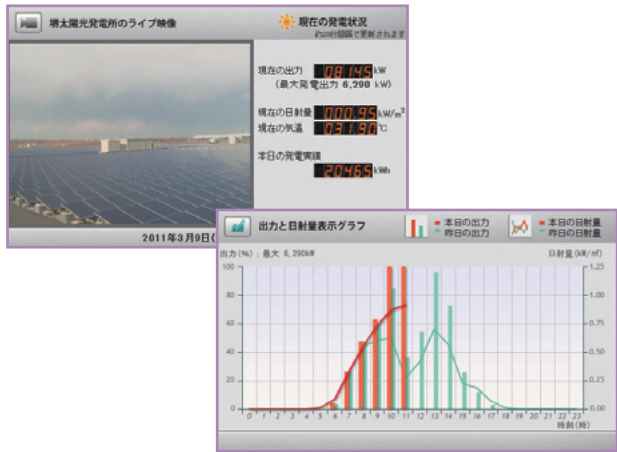 堺太陽光発電所のライブ映像
現在の発電状況
約20秒間隔で更新されます
現在の出力 08145 kW
(最大発電出力 6,290 kW)
現在の日射量 000.95 kW/m²
現在の気温 031.90 ℃
本日の発電実績
20465 kWh
2011年3月9日(
出力と日射量表示グラフ
本日の出力
昨日の出力
本日の日射量
昨日の日射量
出力(%) : 最大 6,290kW
日射量(kW/㎡)
100
80
60
40
20
1.25
1.00
0.75
0.50
0.25
0.00
0 1 2 3 4 5 6 7 8 9 10 11 12 13 14 15 16 17 18 19 20 21 22 23
時刻(時)